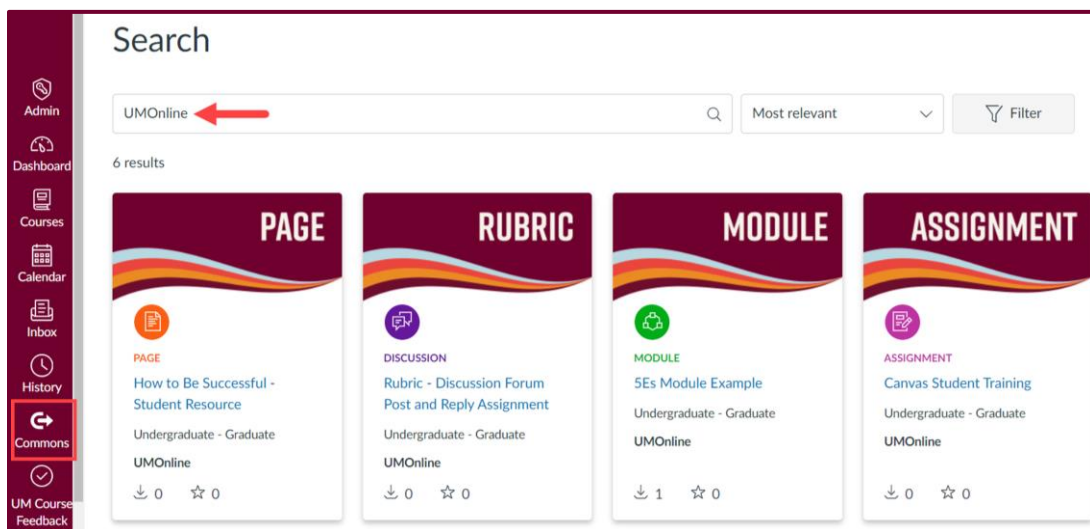 Search
Admin
Dashboard
Courses
Calendar
Inbox
History
Commons
UM Course
Feedback
UMOnline
Most relevant
Filter
6 results
PAGE
PAGE
How to Be Successful -
Student Resource
Undergraduate - Graduate
UMOnline
0 0
RUBRIC
DISCUSSION
Rubric - Discussion Forum
Post and Reply Assignment
Undergraduate - Graduate
UMOnline
0 0
MODULE
MODULE
5Es Module Example
Undergraduate - Graduate
UMOnline
1 0
ASSIGNMENT
ASSIGNMENT
Canvas Student Training
Undergraduate - Graduate
UMOnline
0 0